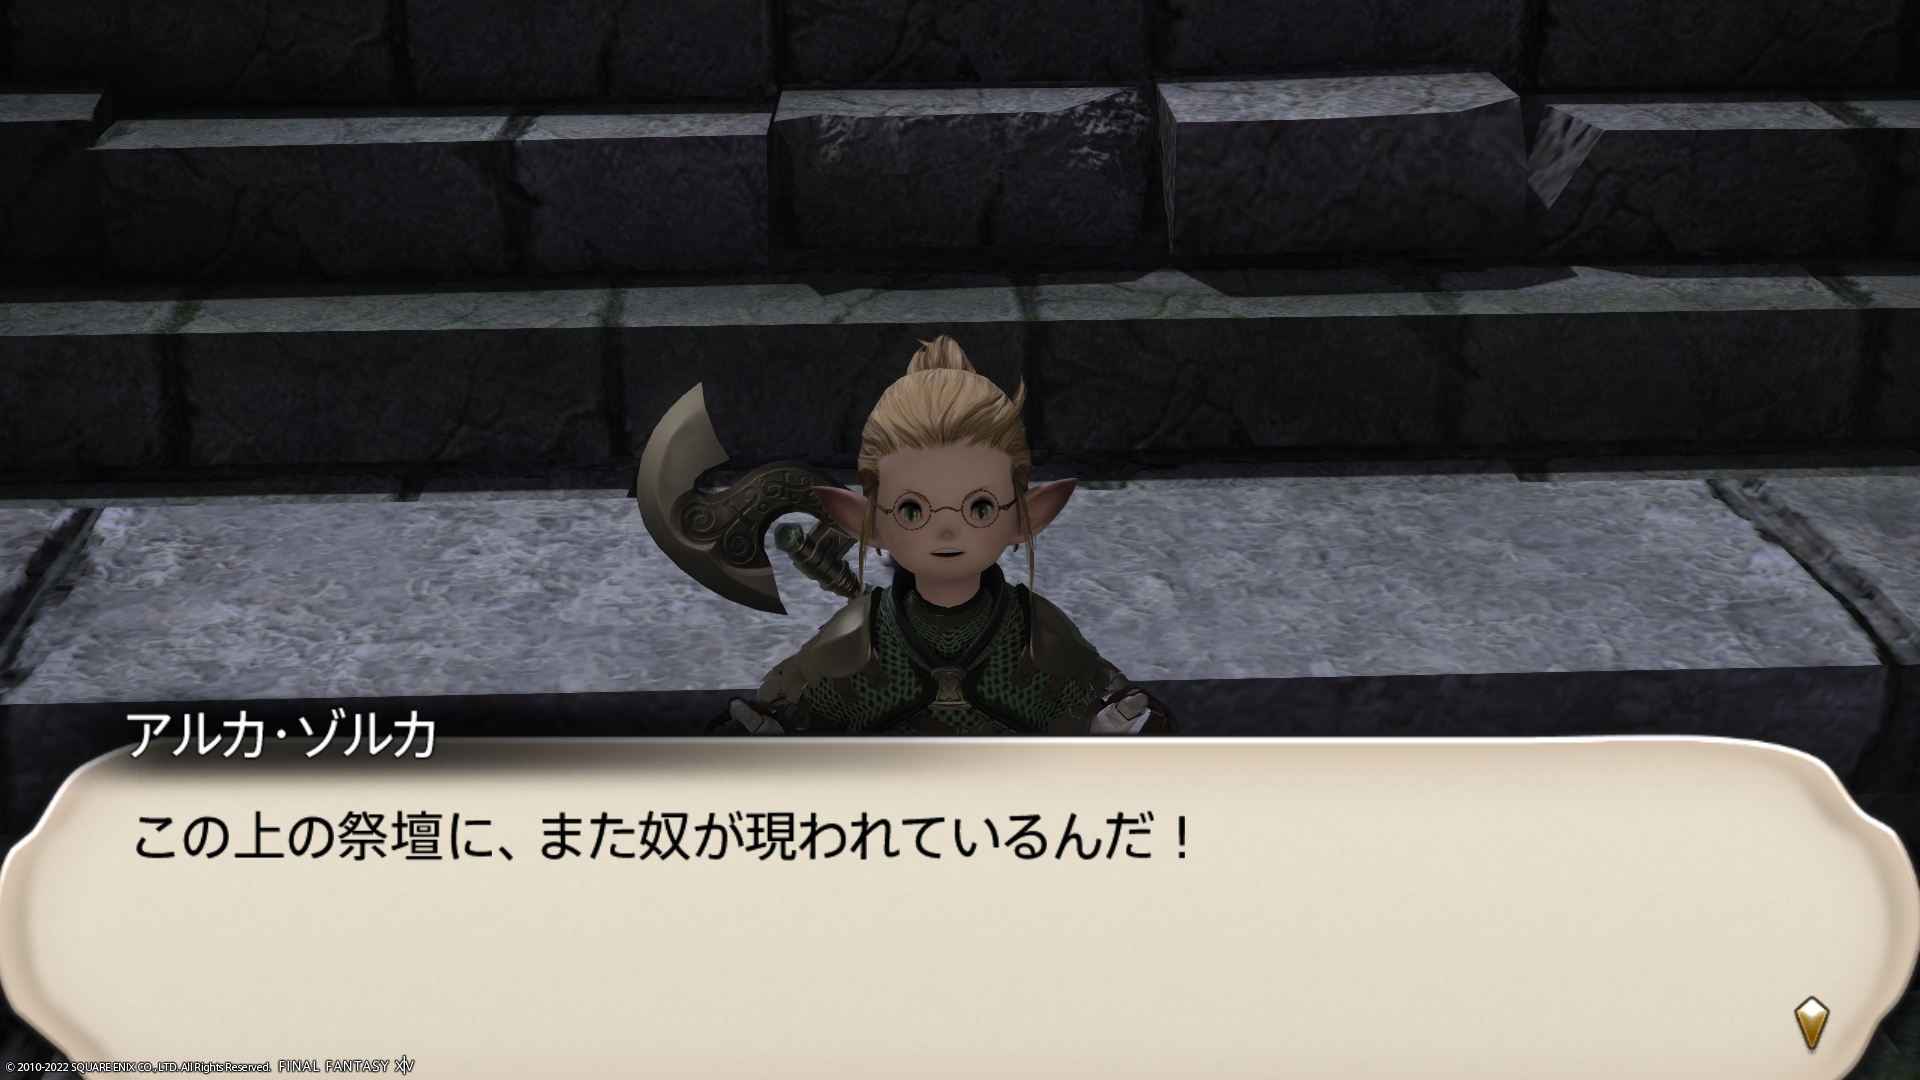 アルカ・ゾルカ
この上の祭壇に、また奴が現われているんだ！
© 2010-2022 SQUARE ENIX CO., LTD. All Rights Reserved. FINAL FANTASY XIV